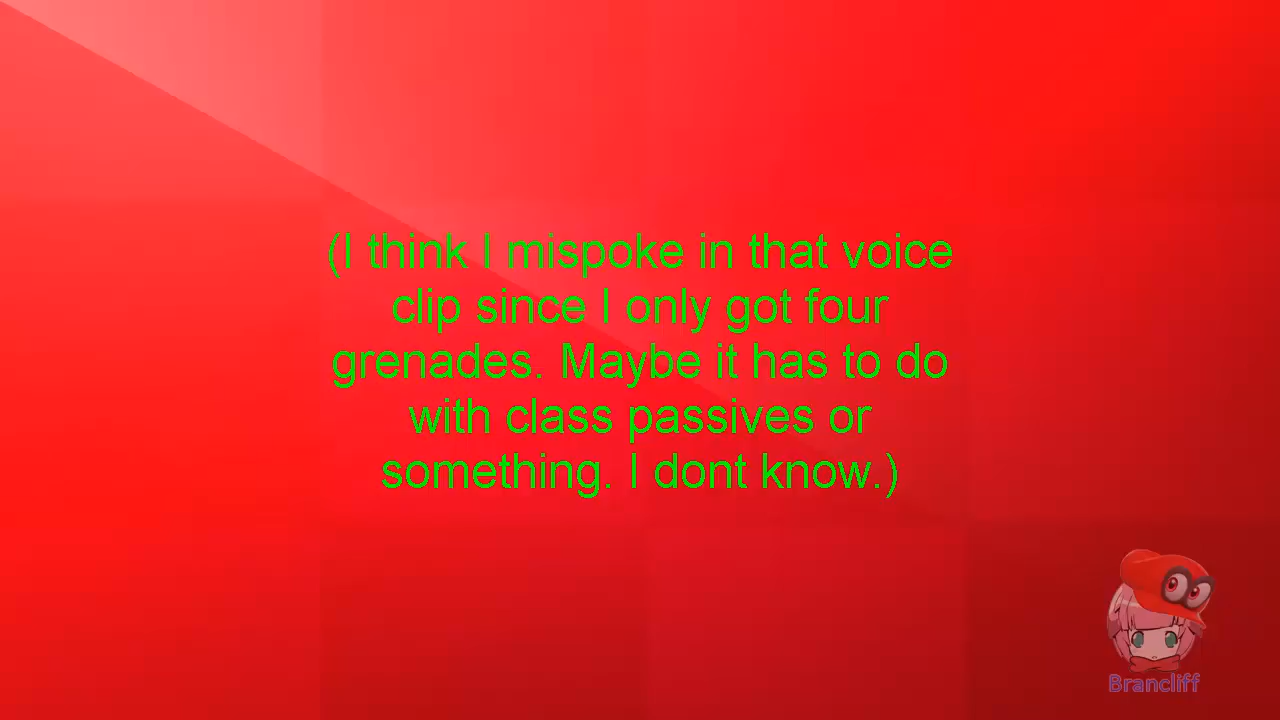 (I think I mispoke in that voice
clip since I only got four
grenades. Maybe it has to do
with class passives or
something. I dont know.)
Brancliff